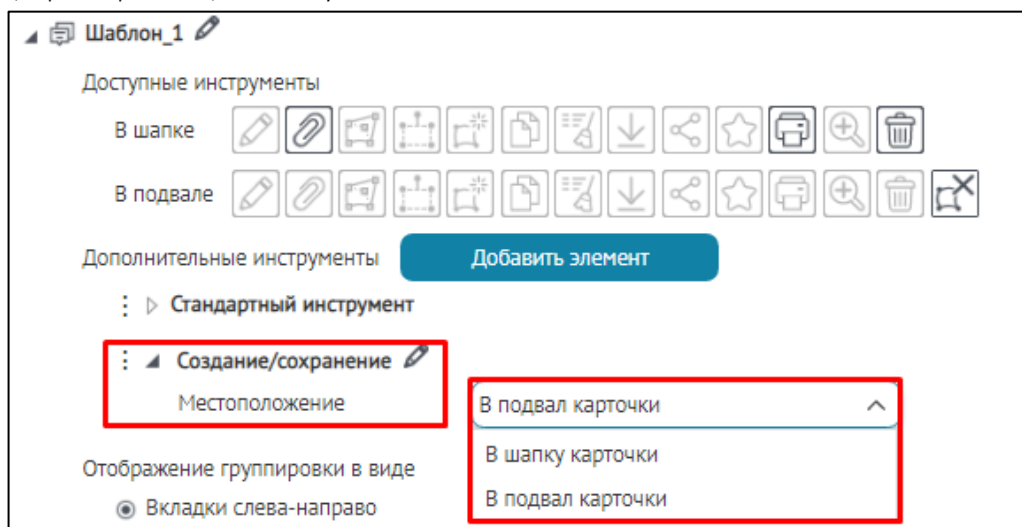 Шаблон_1
Доступные инструменты
В шапке
В подвале
Дополнительные инструменты Добавить элемент
Стандартный инструмент
Создание/сохранение
Местоположение В подвал карточки
В шапку карточки
В подвал карточки
Отображение группировки в виде
Вкладки слева-направо